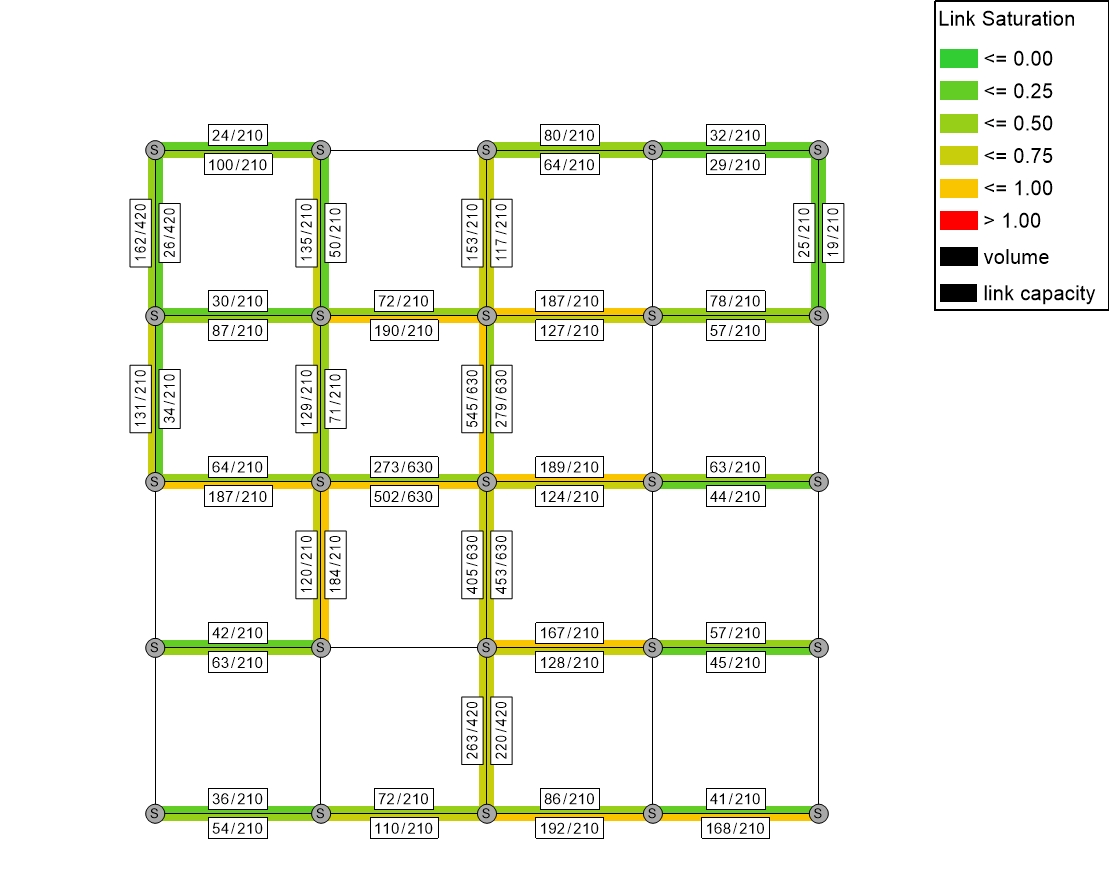 Link Saturation
<= 0.00
<= 0.25
<= 0.50
<= 0.75
<= 1.00
> 1.00
volume
link capacity
24/210
80/210
32/210
S
S
S
S
S
100/210
64/210
29/210
162/420
26/420
135/210
50/210
153/210
117/210
25/210
19/210
30/210
72/210
187/210
78/210
S
S
S
S
S
87/210
190/210
127/210
57/210
131/210
34/210
129/210
71/210
545/630
279/630
64/210
273/630
189/210
63/210
S
S
S
S
S
187/210
502/630
124/210
44/210
120/210
184/210
405/630
453/630
42/210
167/210
57/210
S
S
S
S
S
63/210
128/210
45/210
263/420
220/420
36/210
72/210
86/210
41/210
S
S
S
S
S
54/210
110/210
192/210
168/210